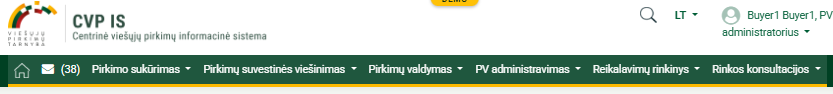 DEMO
CVP IS
Centrinė viešųjų pirkimų informacinė sistema
VIEŠŲJŲ
PIRKIMŲ
TARNYBA
LT
Buyer1 Buyer1, PV
administratorius
(38) Pirkimo sukūrimas Pirkimų suvestinės viešinimas Pirkimų valdymas PV administravimas Reikalavimų rinkinys Rinkos konsultacijos